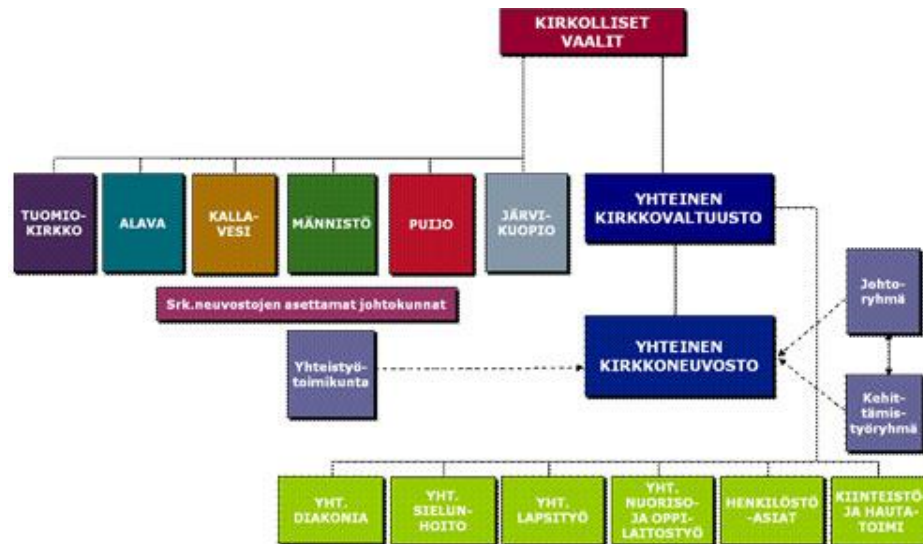 KIRKOLLISET
VAALIT
TUOMIO-
KIRKKO
ALAVA
KALLA-
VESI
MÄNNISTÖ
PUIJO
JÄRVI-
KUOPIO
YHTEINEN
KIRKKOVALTUUSTO
Srk.neuvostojen asettamat johtokunnat
Johto-
ryhmä
Yhteistyö-
toimikunta
YHTEINEN
KIRKKONEUVOSTO
Kehit-
tämis-
työryhmä
YHT.
DIAKONIA
YHT.
SIELUN-
HOITO
YHT.
LAPSITYÖ
YHT.
NUORISO-
JA OPPI-
LAITOSTYÖ
HENKILÖSTÖ
-ASIAT
KIINTEISTÖ
JA HAUTA-
TOIMI